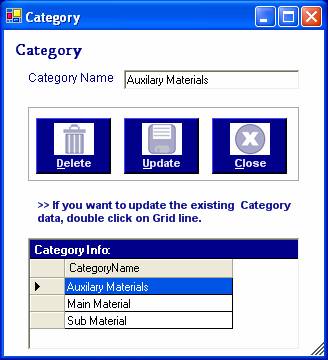 Category
Category
Category Name Auxilary Materials
Delete Update Close
>> If you want to update the existing Category
data, double click on Grid line.
Category Info:
CategoryName
Auxilary Materials
Main Material
Sub Material